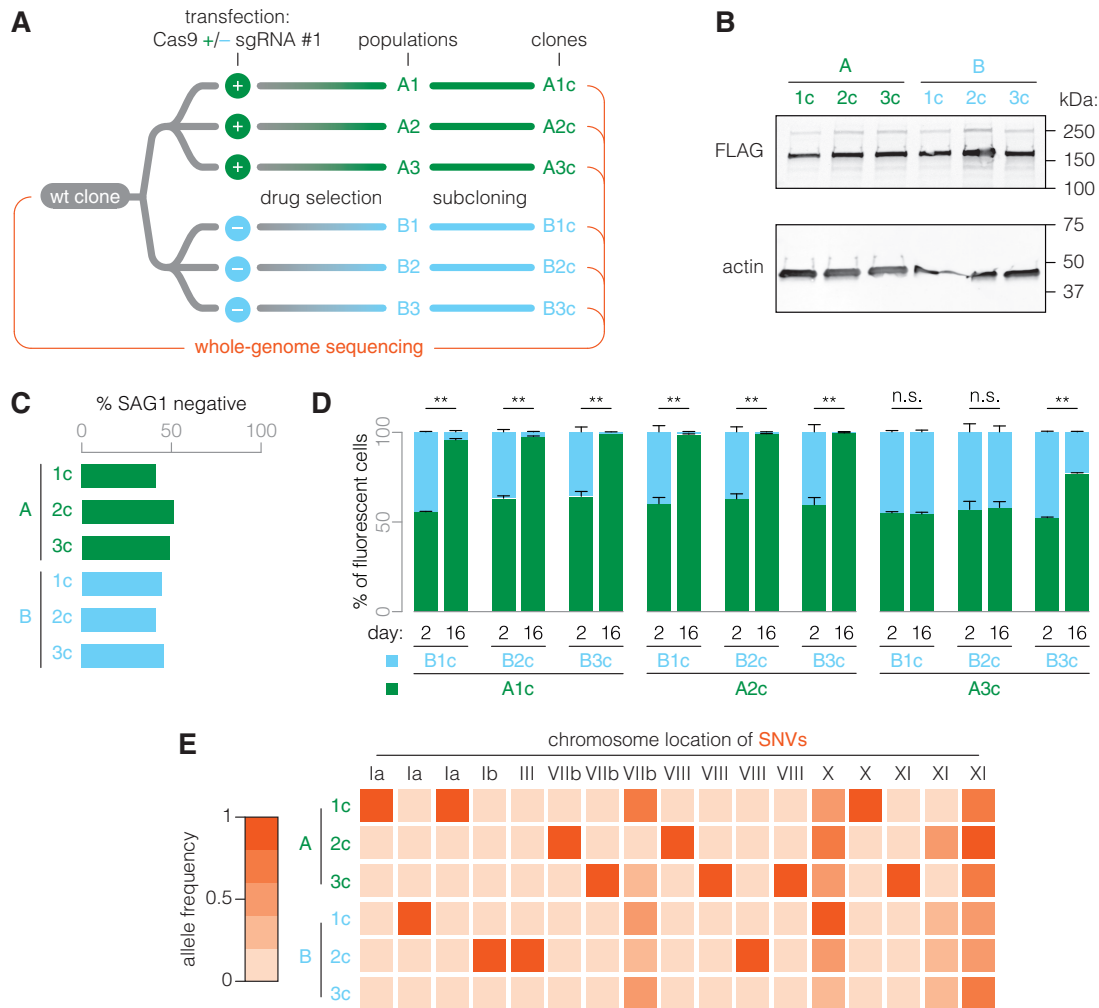 A
transfection:
Cas9 +/– sgRNA #1
populations
clones
+ A1 A1c
+ A2 A2c
+ A3 A3c
wt clone
drug selection
subcloning
– B1 B1c
– B2 B2c
– B3 B3c
whole-genome sequencing
B
A B
1c 2c 3c 1c 2c 3c kDa:
FLAG
250
150
100
actin
75
50
37
C
% SAG1 negative
0 50 100
A
1c
2c
3c
B
1c
2c
3c
D
** ** ** ** ** ** n.s. n.s. **
% of fluorescent cells
100
50
0
day: 2 16 2 16 2 16 2 16 2 16 2 16 2 16 2 16 2 16
B1c B2c B3c B1c B2c B3c B1c B2c B3c
A1c A2c A3c
E
chromosome location of SNVs
Ia Ia Ia Ib III VIIb VIIb VIIb VIII VIII VIII VIII X X XI XI XI
allele frequency
1
0.5
0
A
1c
2c
3c
B
1c
2c
3c